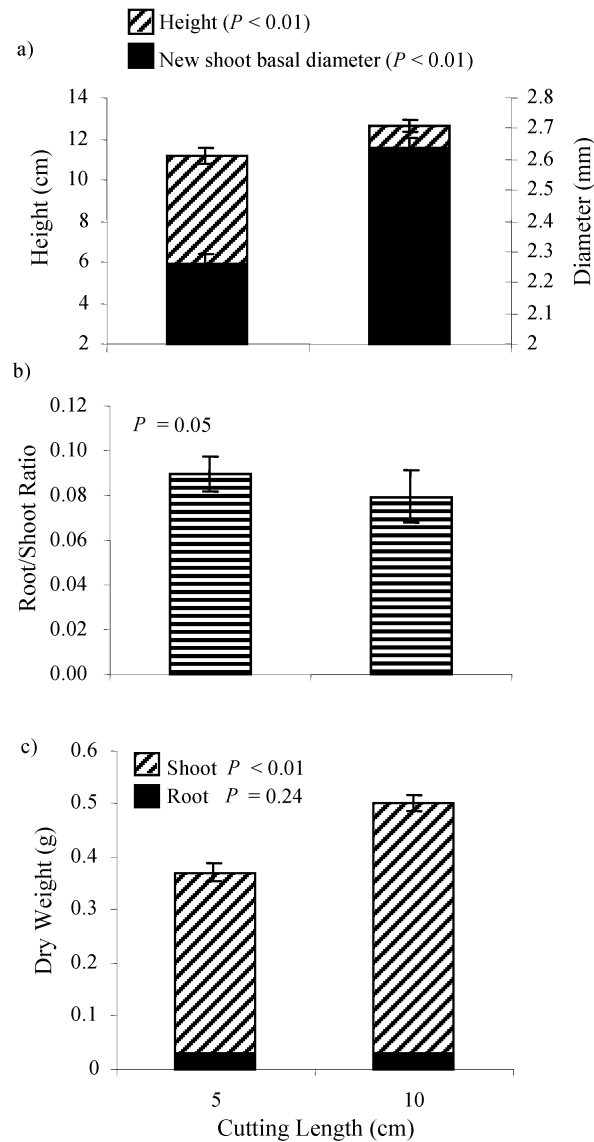 Height (P < 0.01)
a)
New shoot basal diameter (P < 0.01)
14
12
10
8
6
4
2
Height (cm)
2.8
2.7
2.6
2.5
2.4
2.3
2.2
2.1
2
Diameter (mm)
b)
0.12
0.10
0.08
0.06
0.04
0.02
0.00
Root/Shoot Ratio
P = 0.05
c)
0.6
0.5
0.4
0.3
0.2
0.1
0
Dry Weight (g)
Shoot P < 0.01
Root P = 0.24
5 10
Cutting Length (cm)